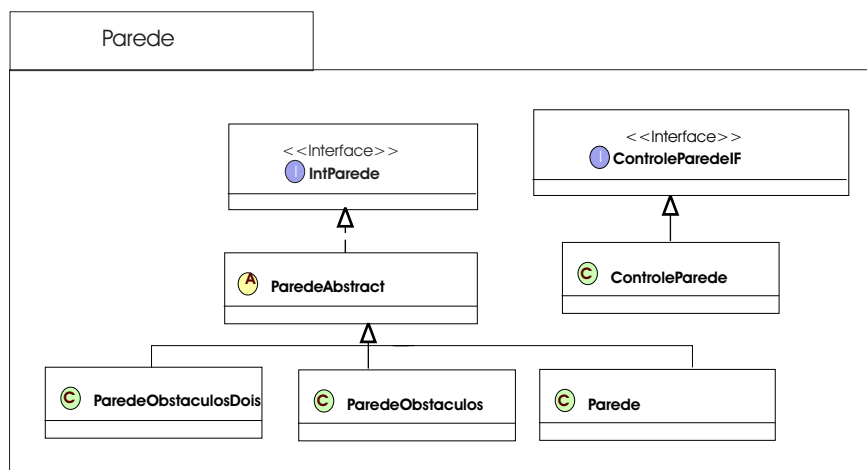 Parede
<<Interface>>
I IntParede
<<Interface>>
I ControleParedeIF
A ParedeAbstract
C ControleParede
C ParedeObstaculosDois
C ParedeObstaculos
C Parede